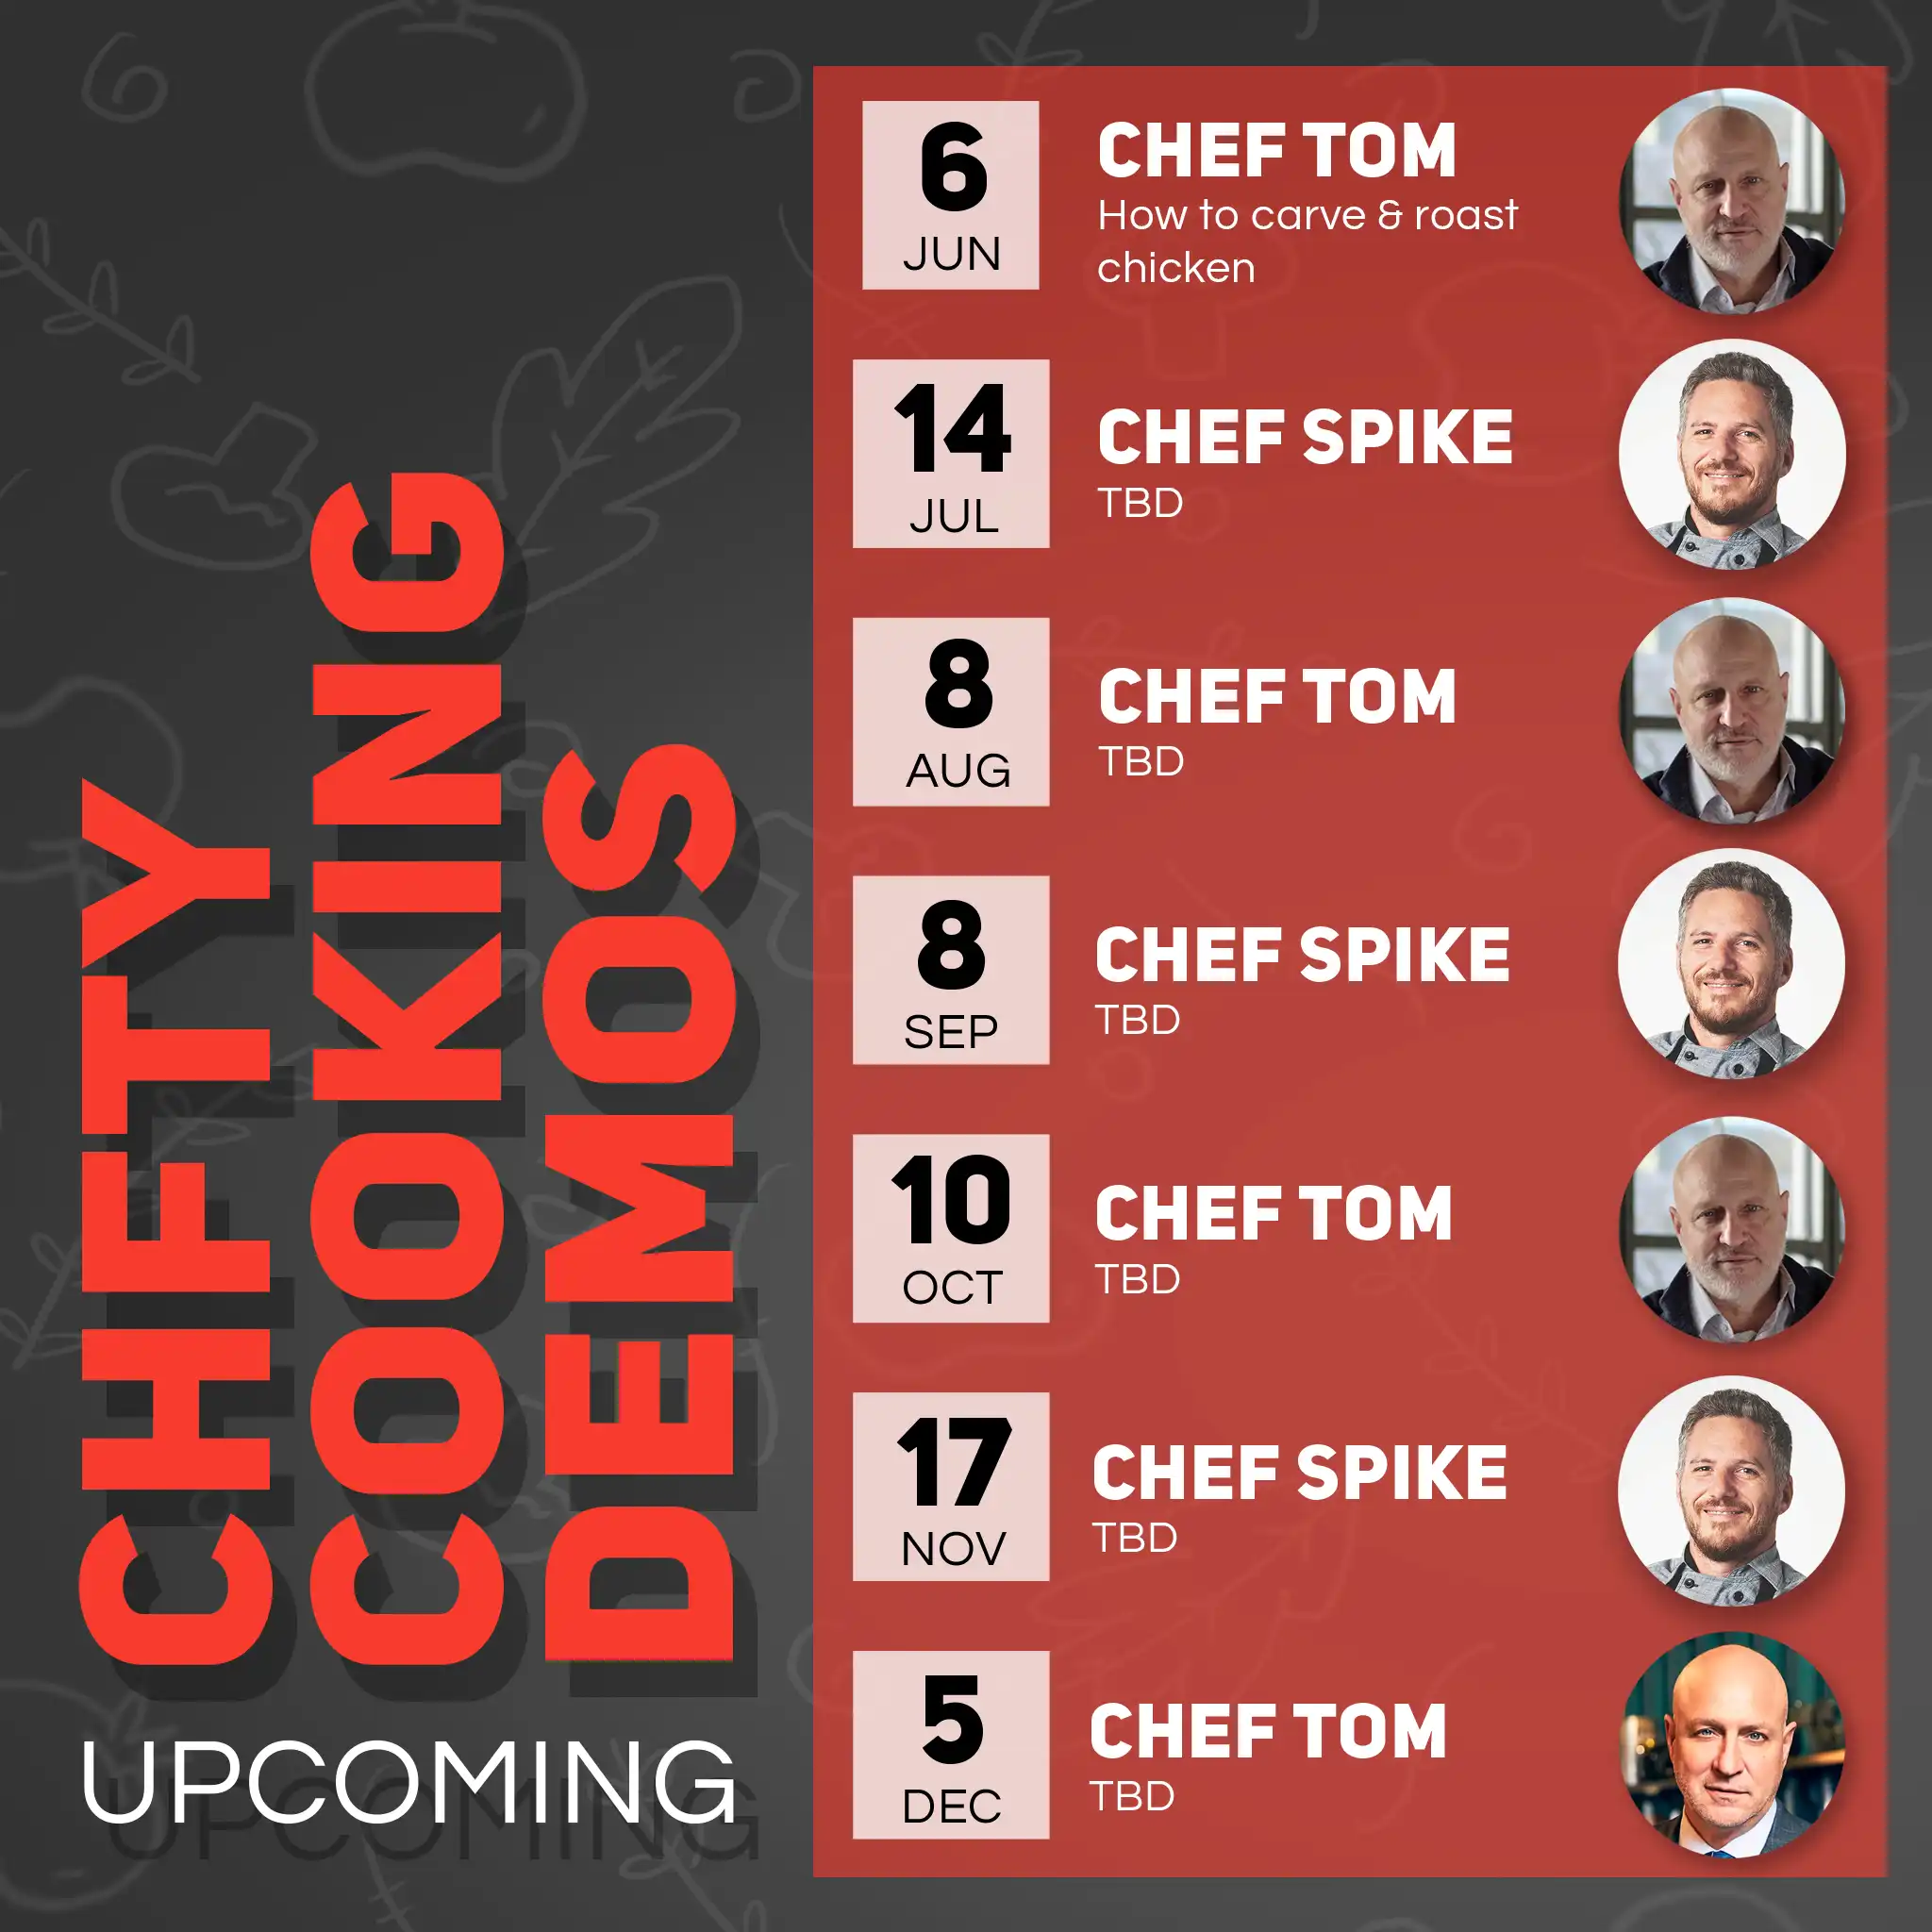 CHFTY
COOKING
DEMOS
UPCOMING
6
JUN
CHEF TOM
How to carve & roast
chicken
14
JUL
CHEF SPIKE
TBD
8
AUG
CHEF TOM
TBD
8
SEP
CHEF SPIKE
TBD
10
OCT
CHEF TOM
TBD
17
NOV
CHEF SPIKE
TBD
5
DEC
CHEF TOM
TBD